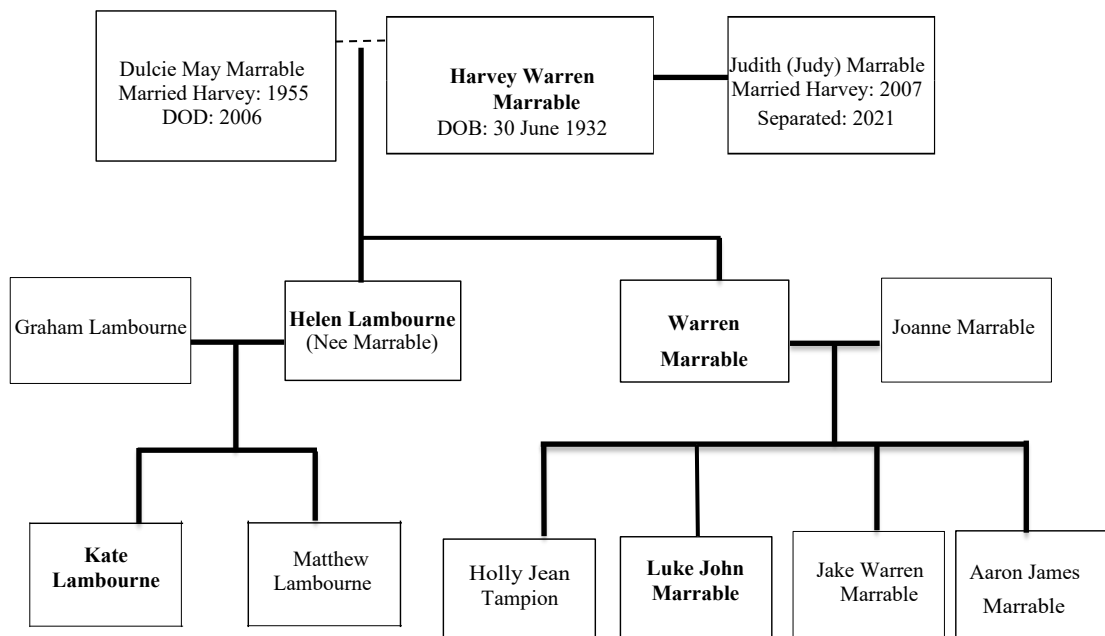 Dulcie May Marrable
Married Harvey: 1955
DOD: 2006
Harvey Warren
Marrable
DOB: 30 June 1932
Judith (Judy) Marrable
Married Harvey: 2007
Separated: 2021
Graham Lambourne
Helen Lambourne
(Nee Marrable)
Warren
Marrable
Joanne Marrable
Kate
Lambourne
Matthew
Lambourne
Holly Jean
Tampion
Luke John
Marrable
Jake Warren
Marrable
Aaron James
Marrable